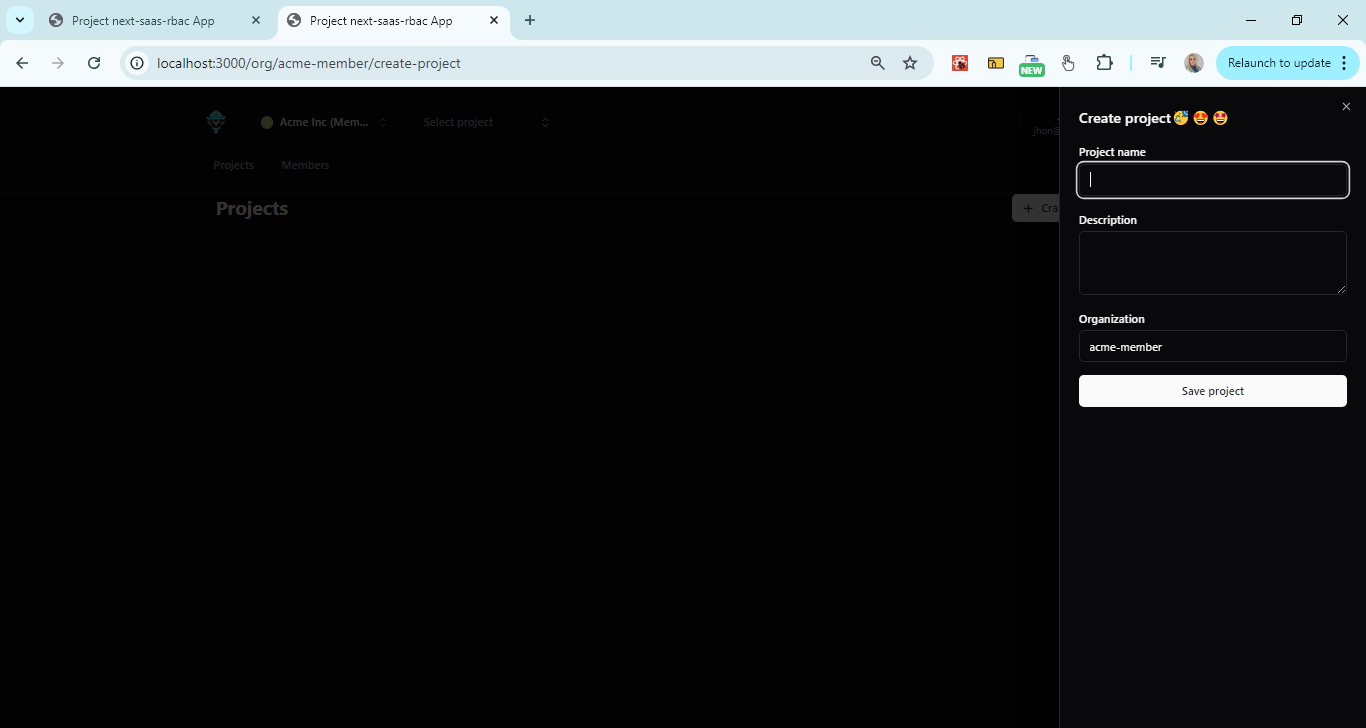 Project next-saas-rbac App
Project next-saas-rbac App
localhost:3000/org/acme-member/create-project
NEW
Relaunch to update
Acme Inc (Mem...
Select project
jhon@
Projects
Members
Projects
Create project🥳 🤩 🤩
Project name
Description
Organization
acme-member
Save project